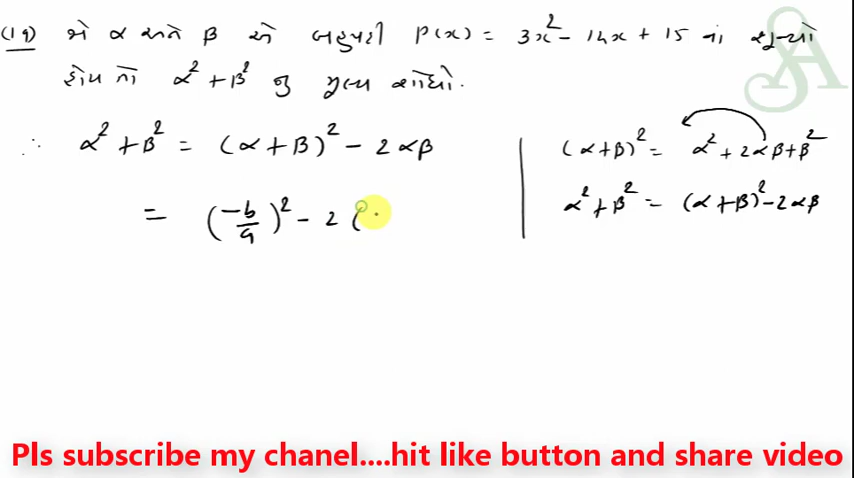 (19) જો α અને β એ બહુપદી P(x) = 3x² - 14x + 15 નાં શૂન્યો
હોય તો α² + β² નું મુલ્ય શોધો.
∴ α² + β² = (α + β)² - 2αβ
= (-b/a)² - 2 (
(α+β)² = α² + 2αβ + β²
α² + β² = (α+β)² - 2αβ
Pls subscribe my chanel....hit like button and share video